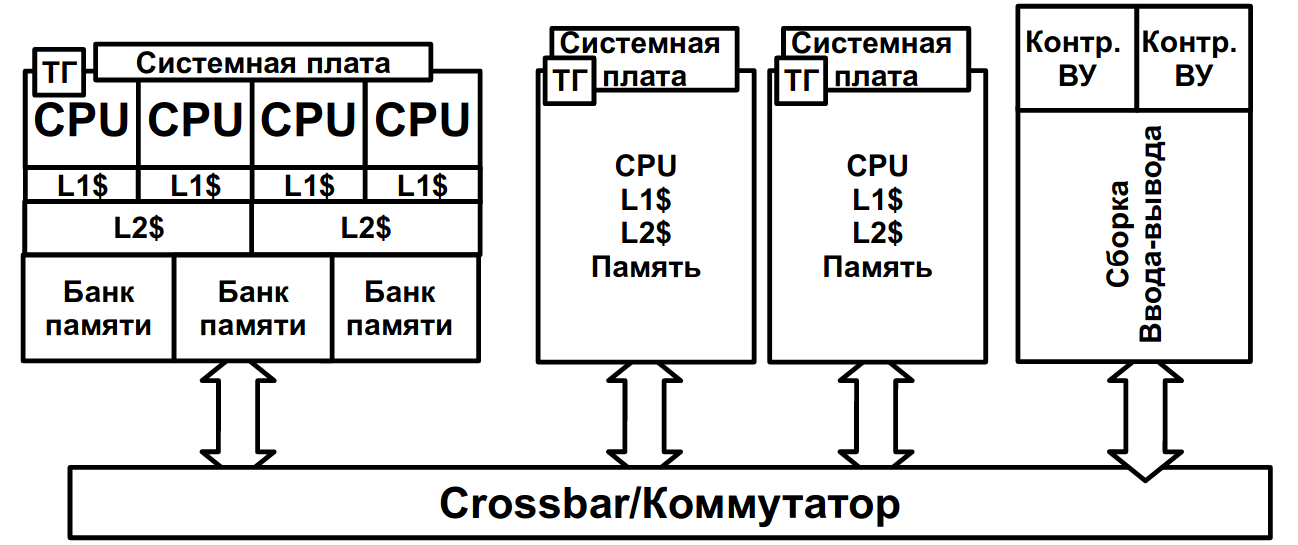 ТГ
Системная плата
CPU CPU CPU CPU
L1$ L1$ L1$ L1$
L2$ L2$
Банк Банк Банк
памяти памяти памяти
Системная
ТГ плата
CPU
L1$
L2$
Память
Системная
ТГ плата
CPU
L1$
L2$
Память
Контр. Контр.
ВУ ВУ
Сборка
Ввода-вывода
Crossbar/Коммутатор